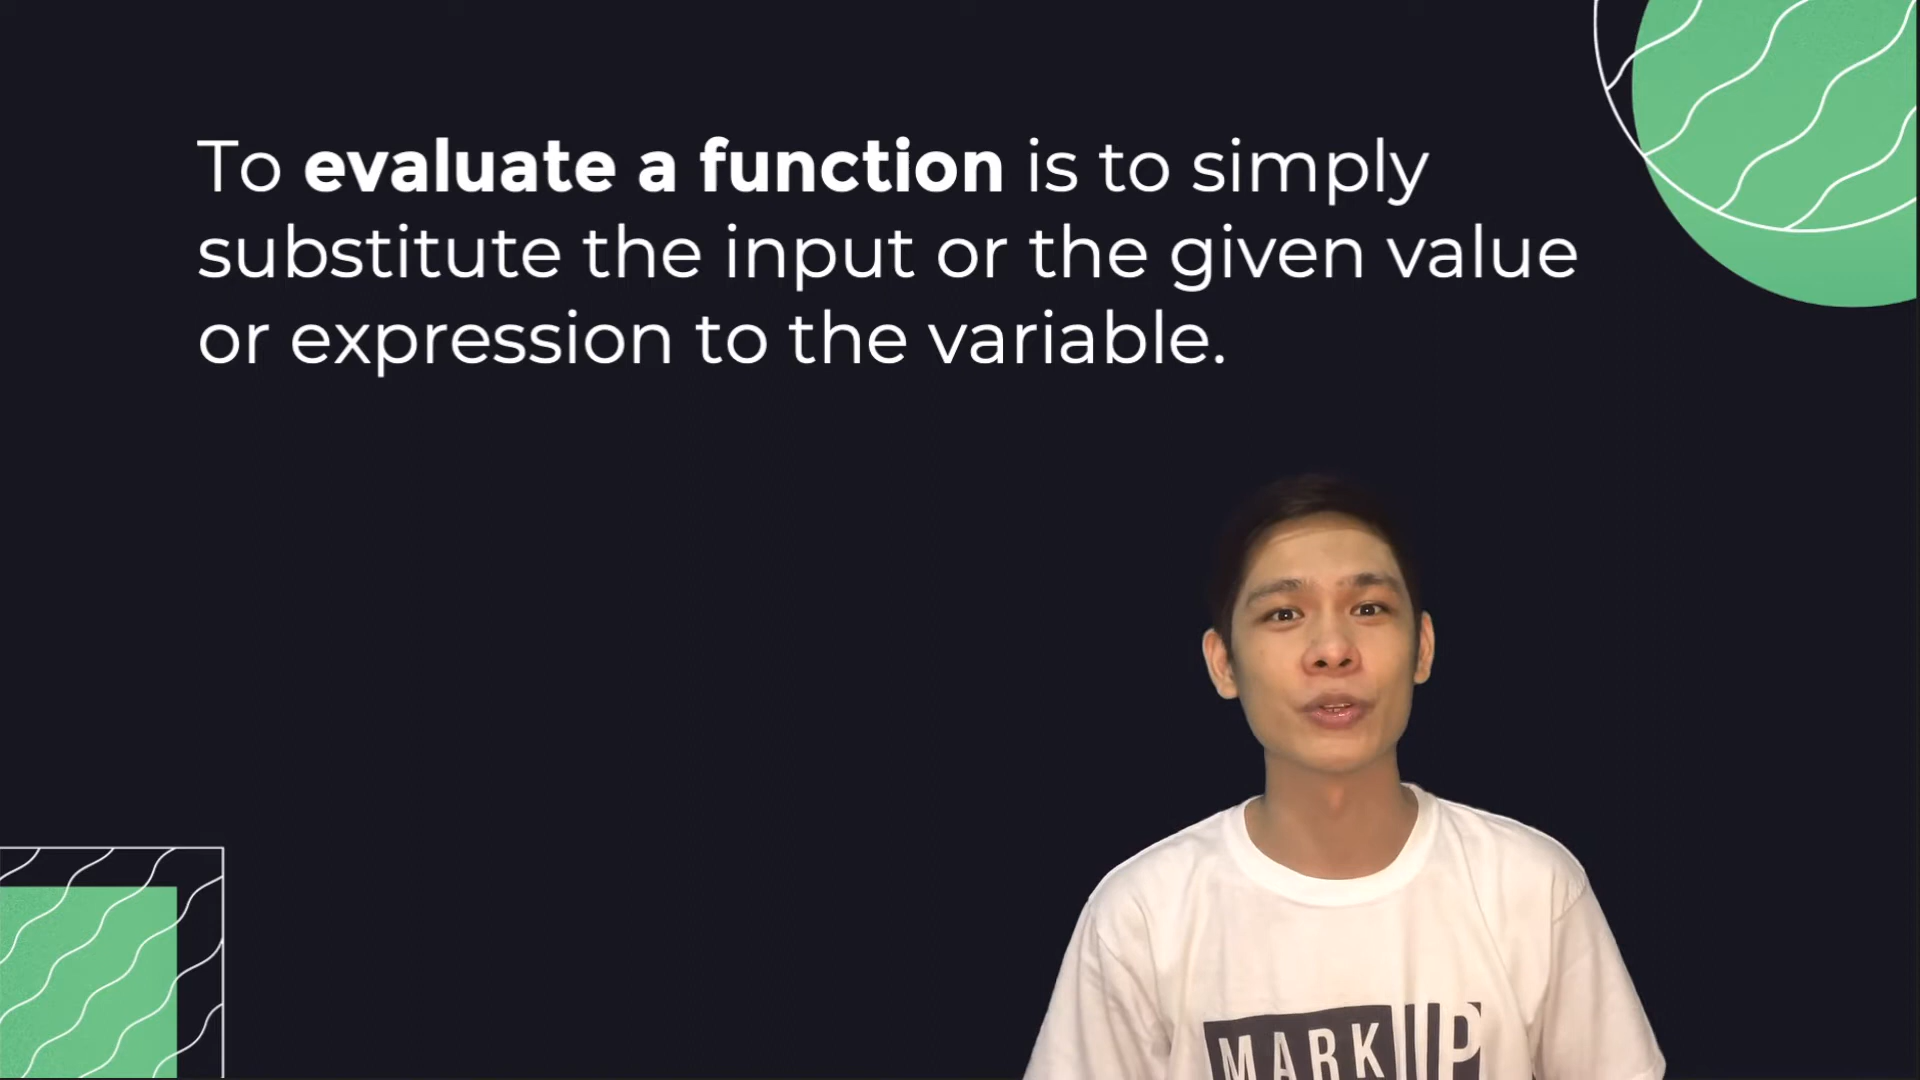 To evaluate a function is to simply
substitute the input or the given value
or expression to the variable.
MARK UP